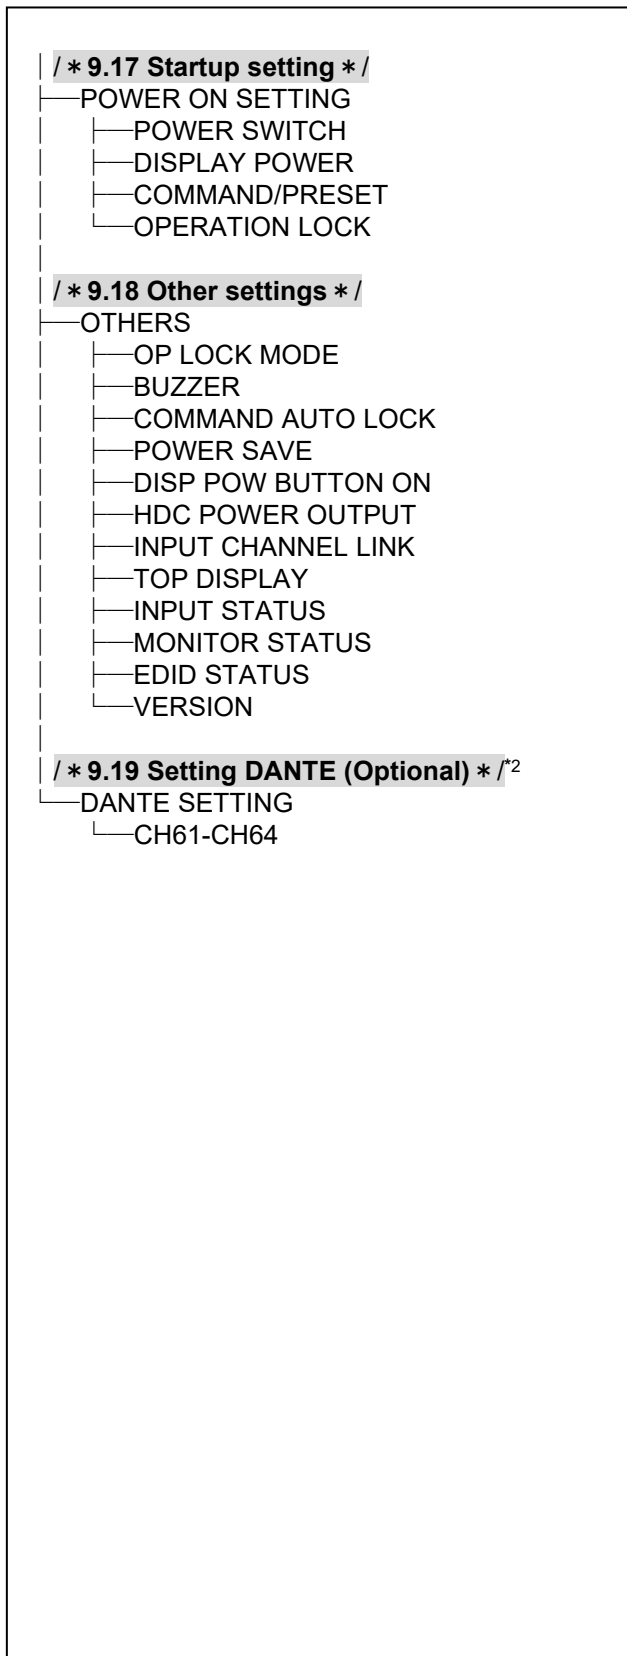 │ /＊9.17 Startup setting＊/
├──POWER ON SETTING
│   ├──POWER SWITCH
│   ├──DISPLAY POWER
│   ├──COMMAND/PRESET
│   └──OPERATION LOCK
│
│ /＊9.18 Other settings＊/
├──OTHERS
│   ├──OP LOCK MODE
│   ├──BUZZER
│   ├──COMMAND AUTO LOCK
│   ├──POWER SAVE
│   ├──DISP POW BUTTON ON
│   ├──HDC POWER OUTPUT
│   ├──INPUT CHANNEL LINK
│   ├──TOP DISPLAY
│   ├──INPUT STATUS
│   ├──MONITOR STATUS
│   ├──EDID STATUS
│   └──VERSION
│
│ /＊9.19 Setting DANTE (Optional)＊/*2
└──DANTE SETTING
    └──CH61-CH64